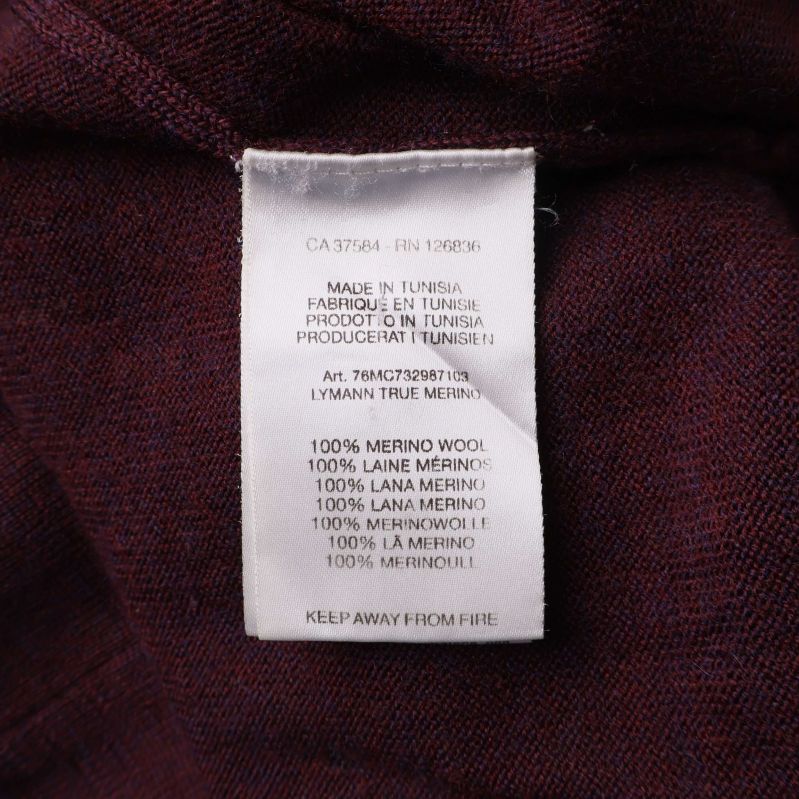 CA 37584 - RN 126836
MADE IN TUNISIA
FABRIQUÉ EN TUNISIE
PRODOTTO IN TUNISIA
PRODUCERAT I TUNISIEN
Art. 76MC732987103
LYMANN TRUE MERINO
100% MERINO WOOL
100% LAINE MÉRINOS
100% LANA MERINO
100% LANA MERINO
100% MERINOWOLLE
100% LÃ MERINO
100% MERINOULL
KEEP AWAY FROM FIRE